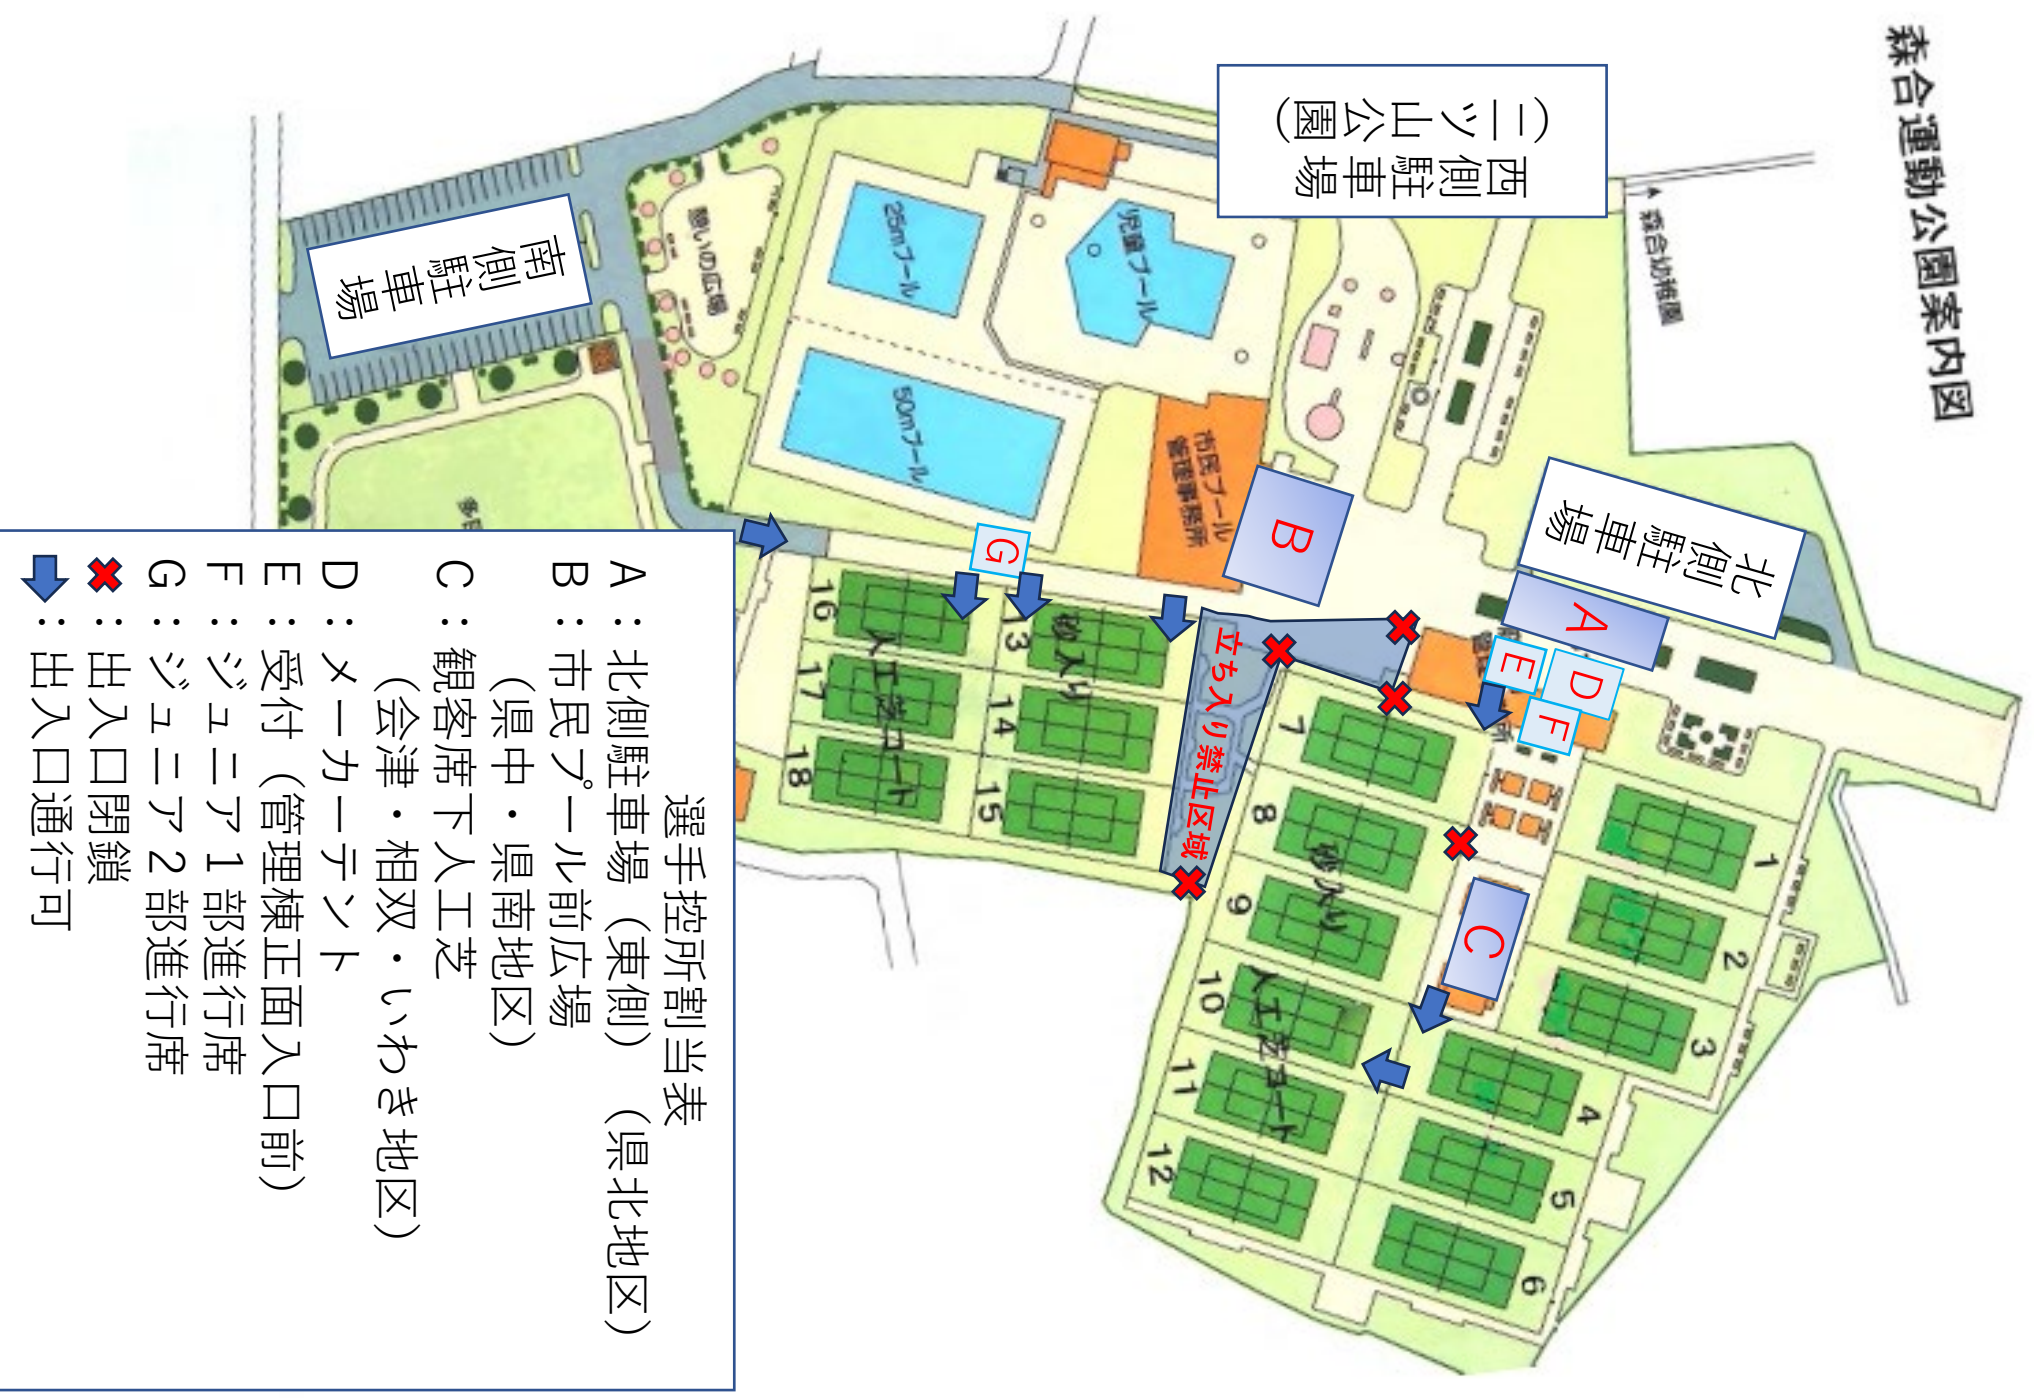 森合運動公園案内図
森合幼稚園
西側駐車場
（二ツ山公園）
北側
駐車場
南側
駐車場
児童プール
25mプール
50mプール
憩いの広場
市民プール
管理事務所
A
B
C
D
E
F
G
立ち入り禁止区域
1
2
3
4
5
6
7
8
9
10
11
12
砂入り
人工芝コート
13
14
15
16
17
18
砂入り
人工芝コート
選手控所割当表
A：北側駐車場（東側）（県北地区）
B：市民プール前広場
（県中・県南地区）
C：観客席下人工芝
（会津・相双・いわき地区）
D：メーカーテント
E：受付（管理棟正面入口前）
F：ジュニア1部進行席
G：ジュニア2部進行席
：出入口閉鎖
：出入口通行可